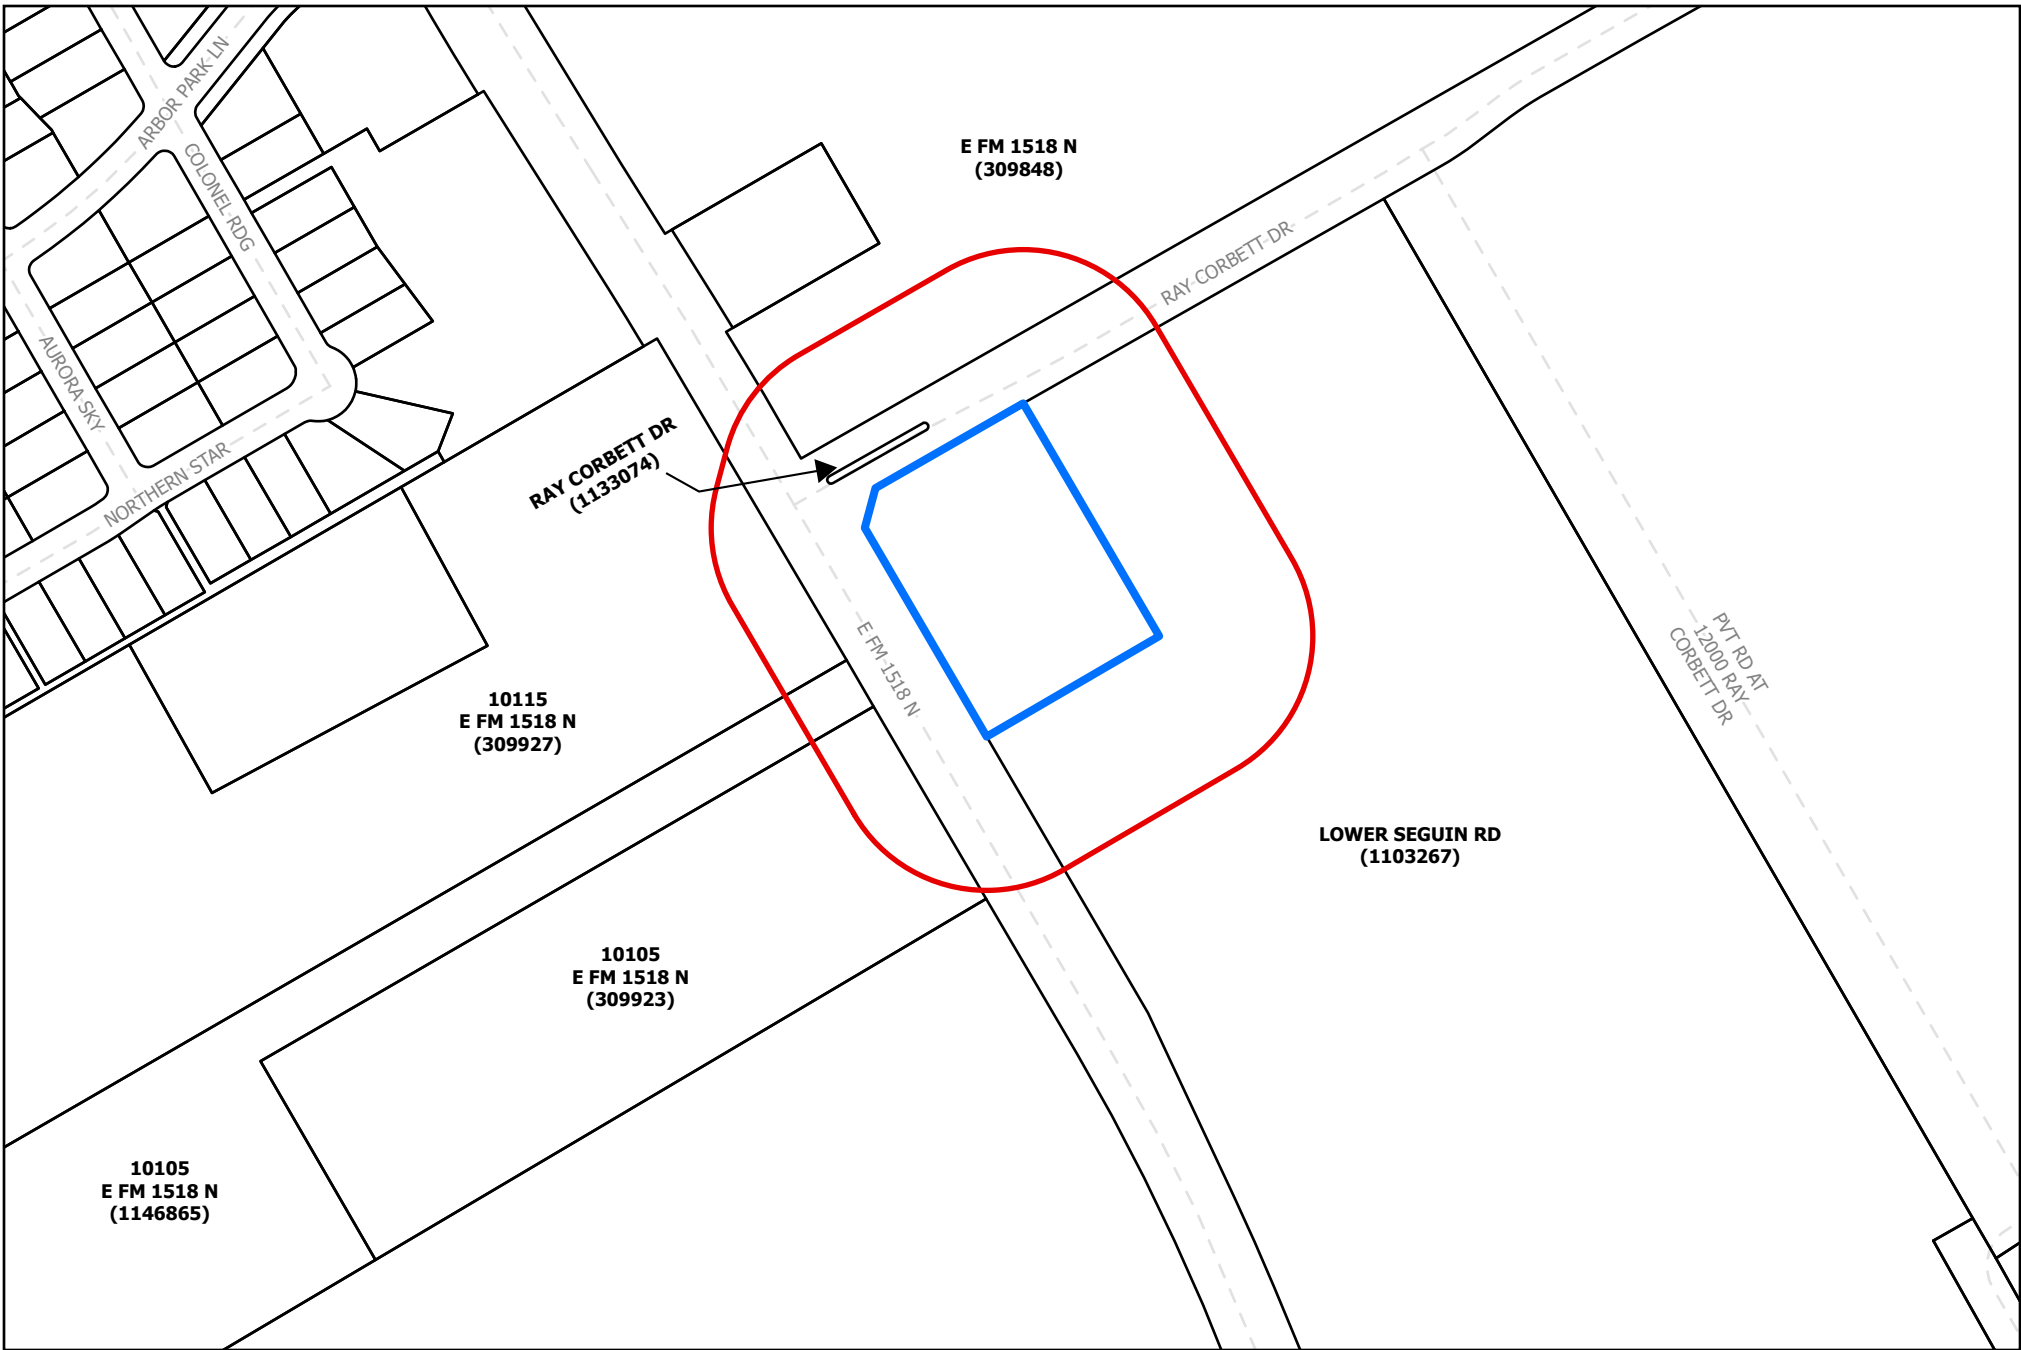 ARBOR PARK LN
COLONEL RDG
E FM 1518 N
(309848)
RAY CORBETT DR
AURORA SKY
NORTHERN STAR
RAY CORBETT DR
(1133074)
E FM 1518 N
PVT RD AT
12000 RAY
CORBETT DR
10115
E FM 1518 N
(309927)
LOWER SEGUIN RD
(1103267)
10105
E FM 1518 N
(309923)
10105
E FM 1518 N
(1146865)